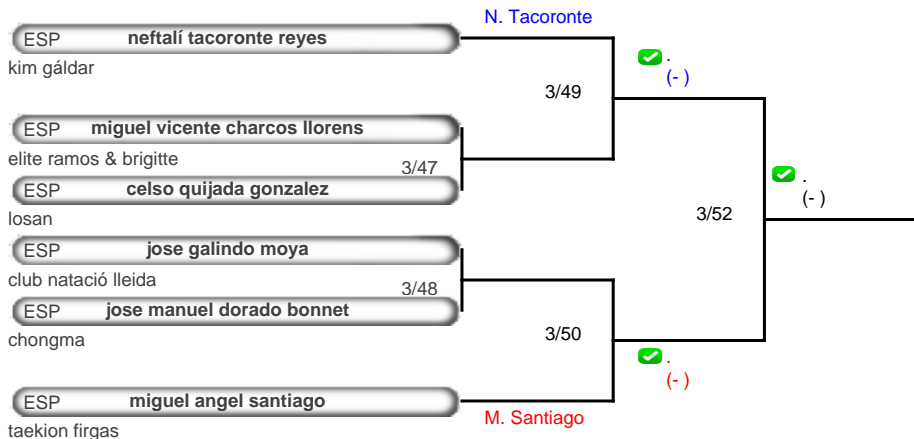 N. Tacoronte
ESP neftalí tacoronte reyes
kim gáldar
.
(- )
3/49
ESP miguel vicente charcos llorens
elite ramos & brigitte
3/47
ESP celso quijada gonzalez
losan
.
(- )
3/52
ESP jose galindo moya
club natació lleida
3/48
ESP jose manuel dorado bonnet
chongma
3/50
.
(- )
ESP miguel angel santiago
taekion firgas
M. Santiago